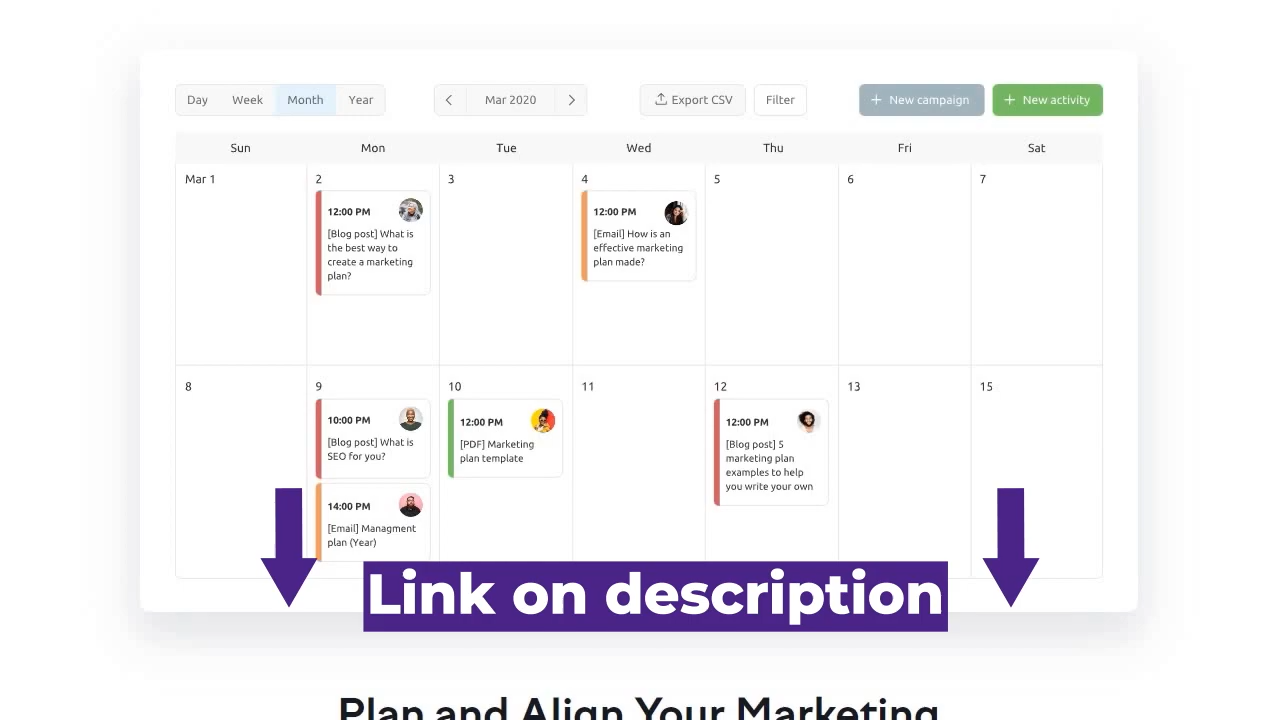 Day Week Month Year Mar 2020 Export CSV Filter + New campaign + New activity
Sun Mon Tue Wed Thu Fri Sat
Mar 1 2 3 4 5 6 7
12:00 PM
[Blog post] What is
the best way to
create a marketing
plan?
12:00 PM
[Email] How is an
effective marketing
plan made?
8 9 10 11 12 13 15
10:00 PM
[Blog post] What is
SEO for you?
14:00 PM
[Email] Managment
plan (Year)
12:00 PM
[PDF] Marketing
plan template
12:00 PM
[Blog post] 5
marketing plan
examples to help
you write your own
Link on description
Plan and Align Your Marketing